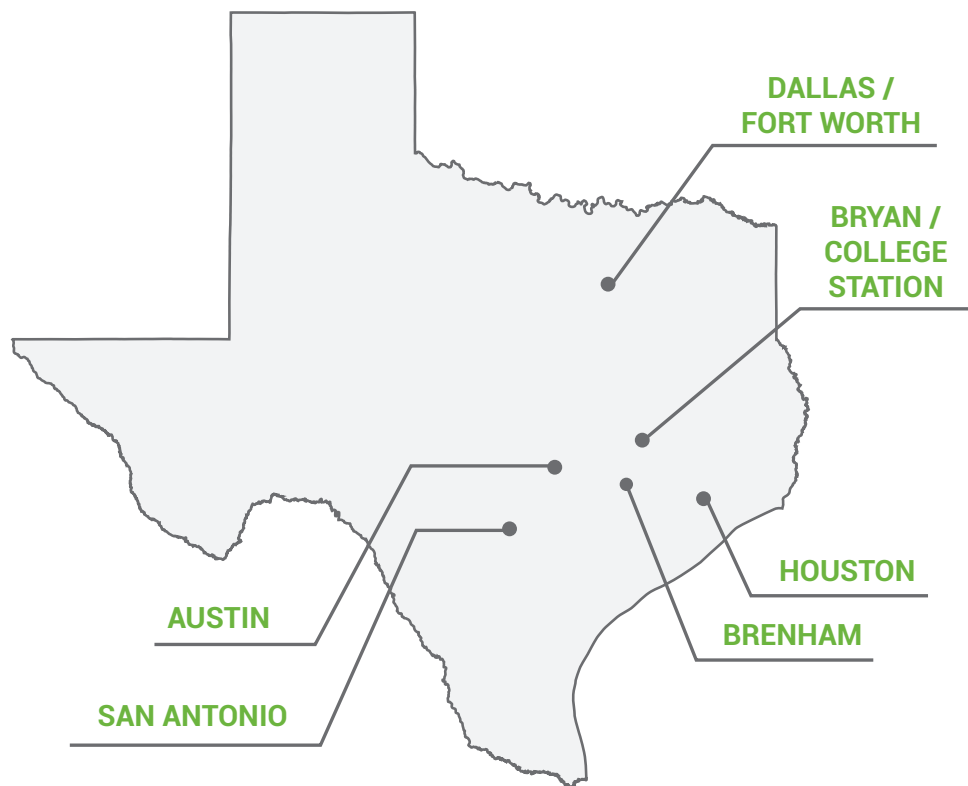 DALLAS /
FORT WORTH
BRYAN /
COLLEGE
STATION
HOUSTON
AUSTIN
BRENHAM
SAN ANTONIO